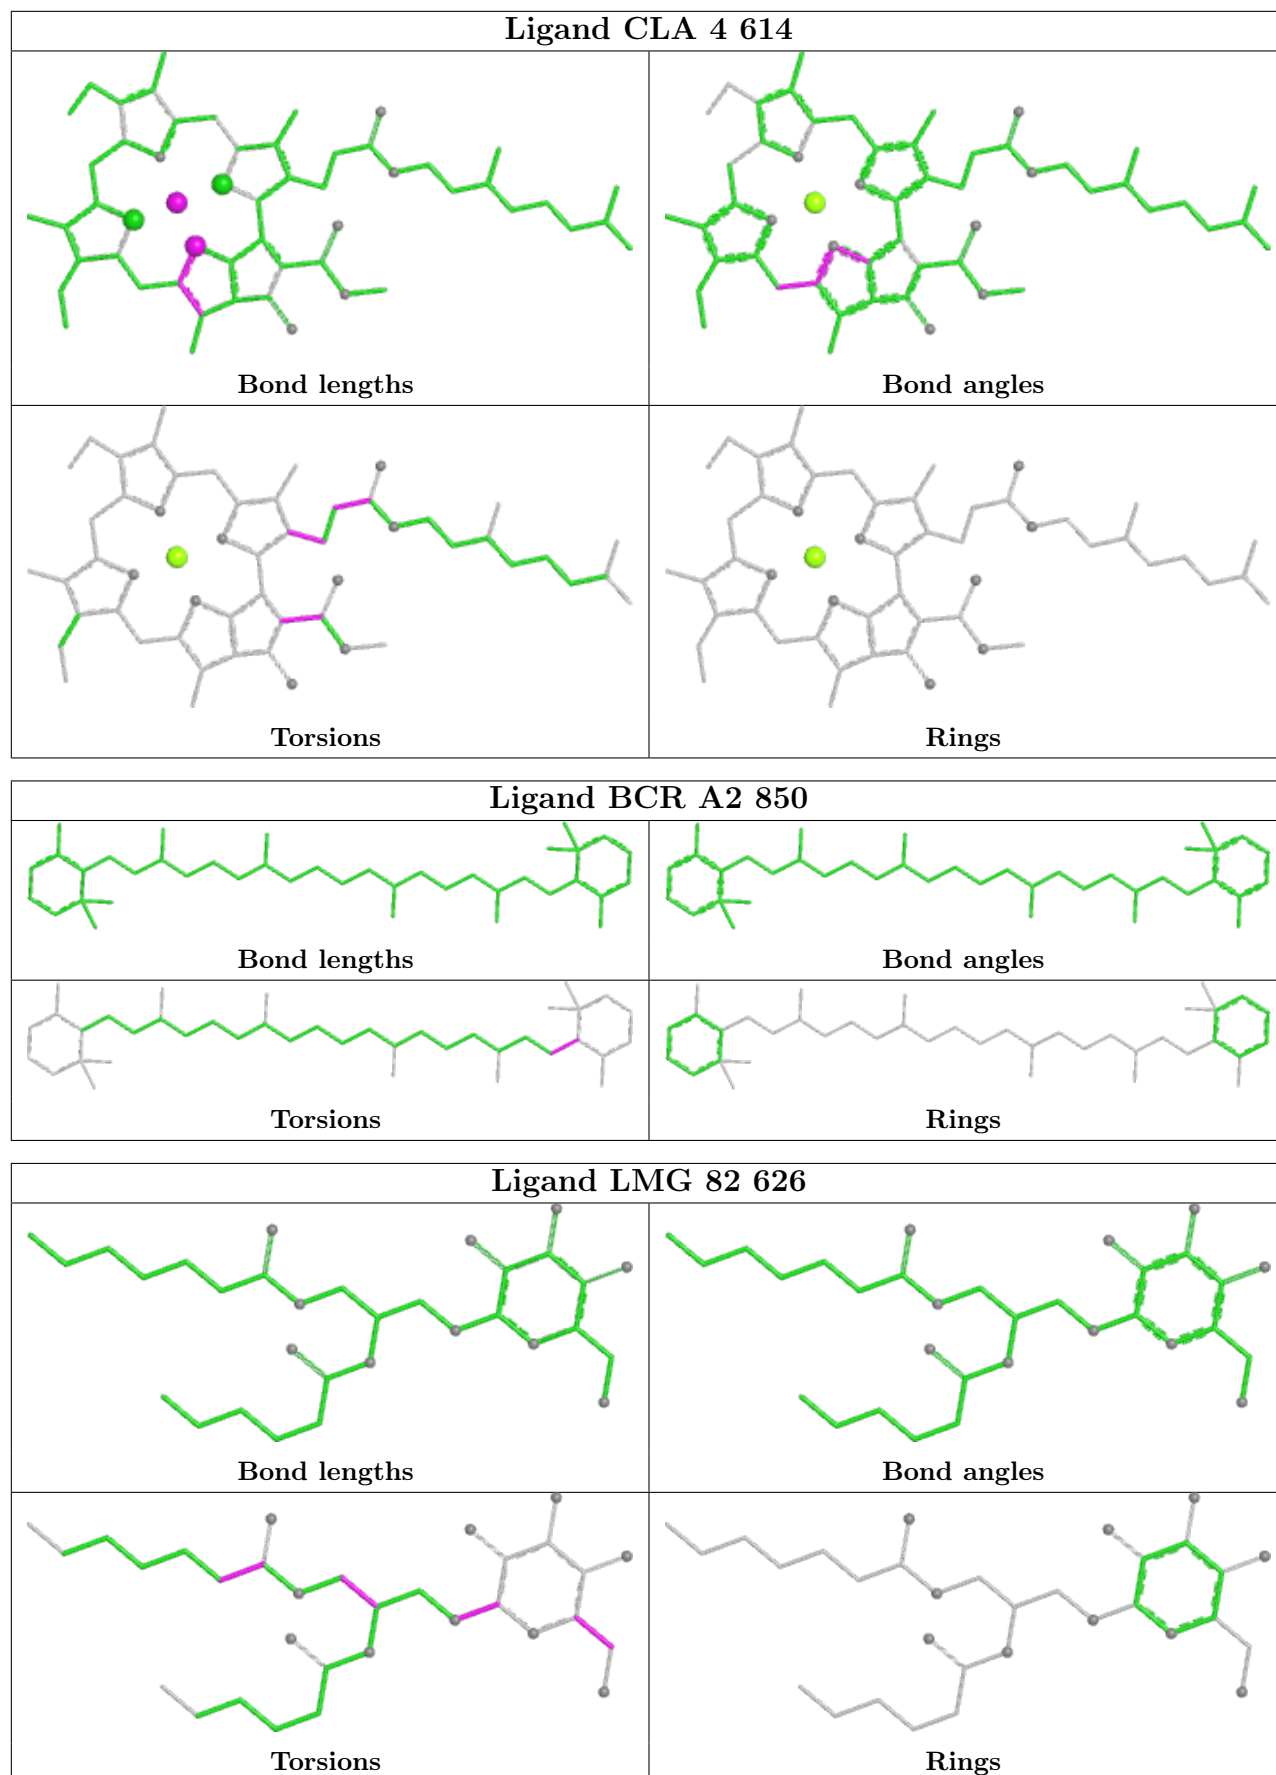 Ligand CLA 4 614
Bond lengths
Bond angles
Torsions
Rings
Ligand BCR A2 850
Bond lengths
Bond angles
Torsions
Rings
Ligand LMG 82 626
Bond lengths
Bond angles
Torsions
Rings